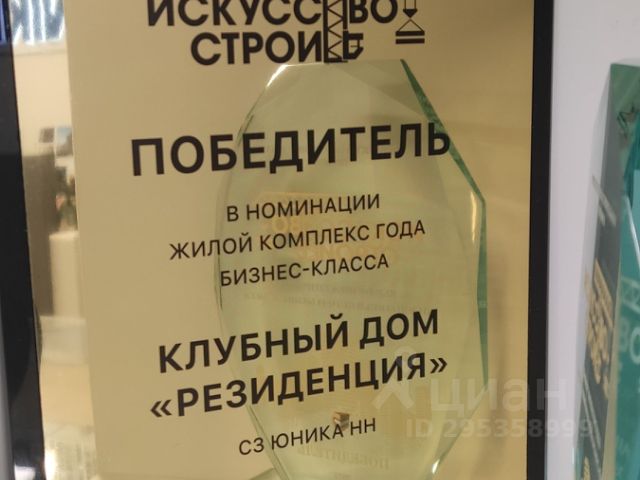 ИСКУССТВО
СТРОИТЬ
ПОБЕДИТЕЛЬ
В НОМИНАЦИИ
ЖИЛОЙ КОМПЛЕКС ГОДА
БИЗНЕС-КЛАССА
КЛУБНЫЙ ДОМ
«РЕЗИДЕНЦИЯ»
СЗ ЮНИКА НН
циан
ID 295358999